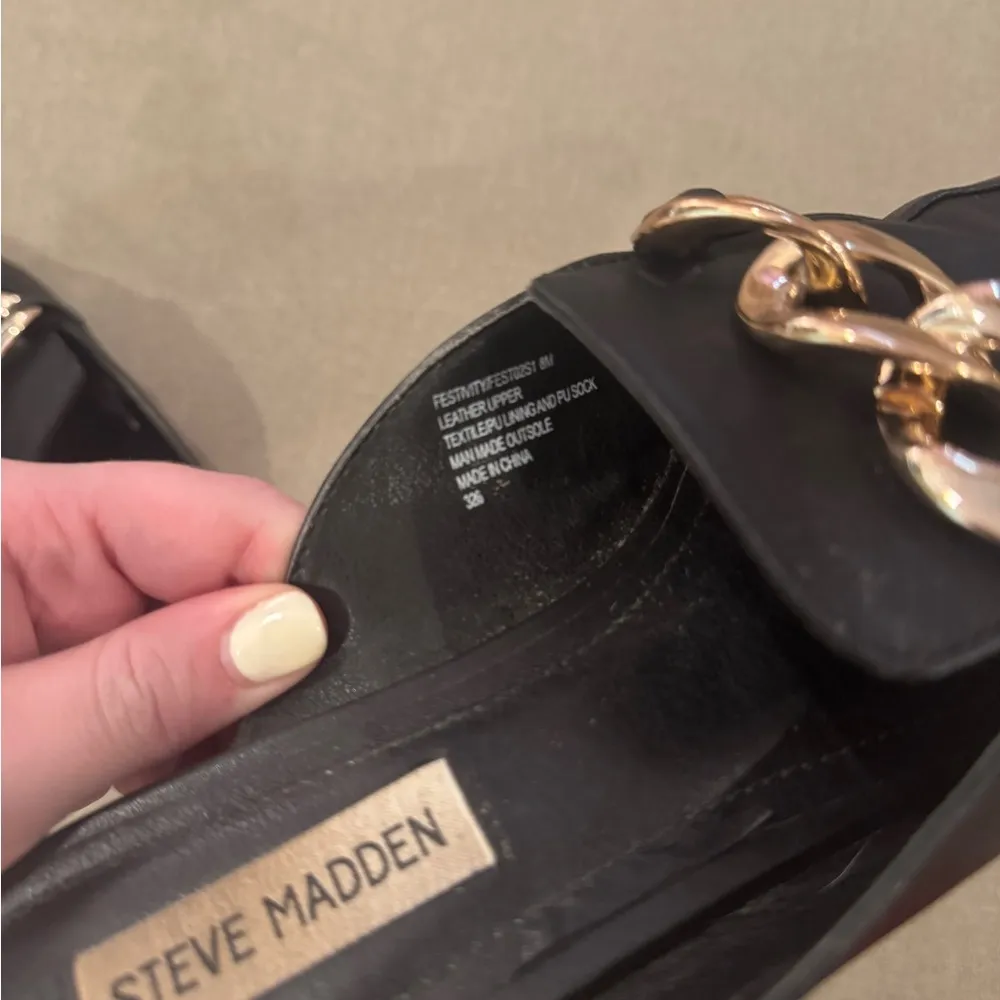 FESTIVITY/FEST02S1 8M
LEATHER UPPER
TEXTILE/PU LINING AND PU SOCK
MAN MADE OUTSOLE
MADE IN CHINA
326
STEVE MADDEN